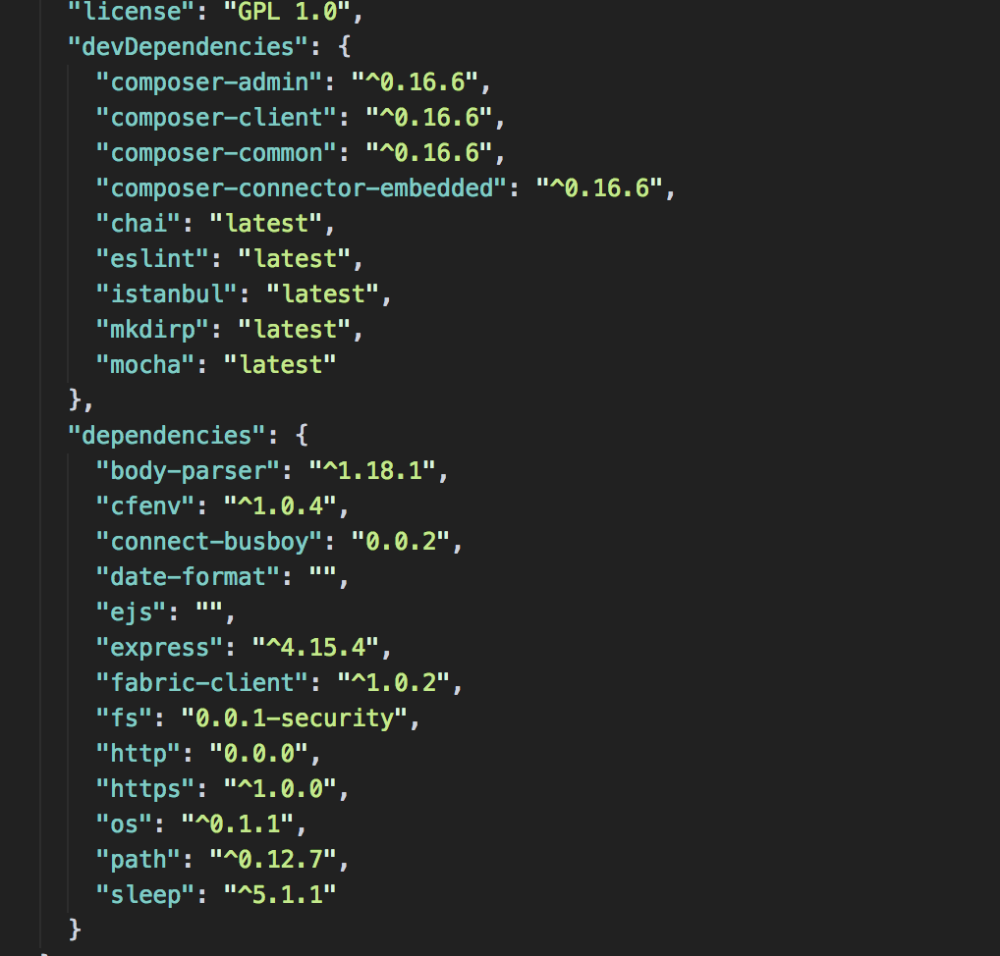 "license": "GPL 1.0",
"devDependencies": {
"composer-admin": "^0.16.6",
"composer-client": "^0.16.6",
"composer-common": "^0.16.6",
"composer-connector-embedded": "^0.16.6",
"chai": "latest",
"eslint": "latest",
"istanbul": "latest",
"mkdirp": "latest",
"mocha": "latest"
},
"dependencies": {
"body-parser": "^1.18.1",
"cfenv": "^1.0.4",
"connect-busboy": "0.0.2",
"date-format": "",
"ejs": "",
"express": "^4.15.4",
"fabric-client": "^1.0.2",
"fs": "0.0.1-security",
"http": "0.0.0",
"https": "^1.0.0",
"os": "^0.1.1",
"path": "^0.12.7",
"sleep": "^5.1.1"
}